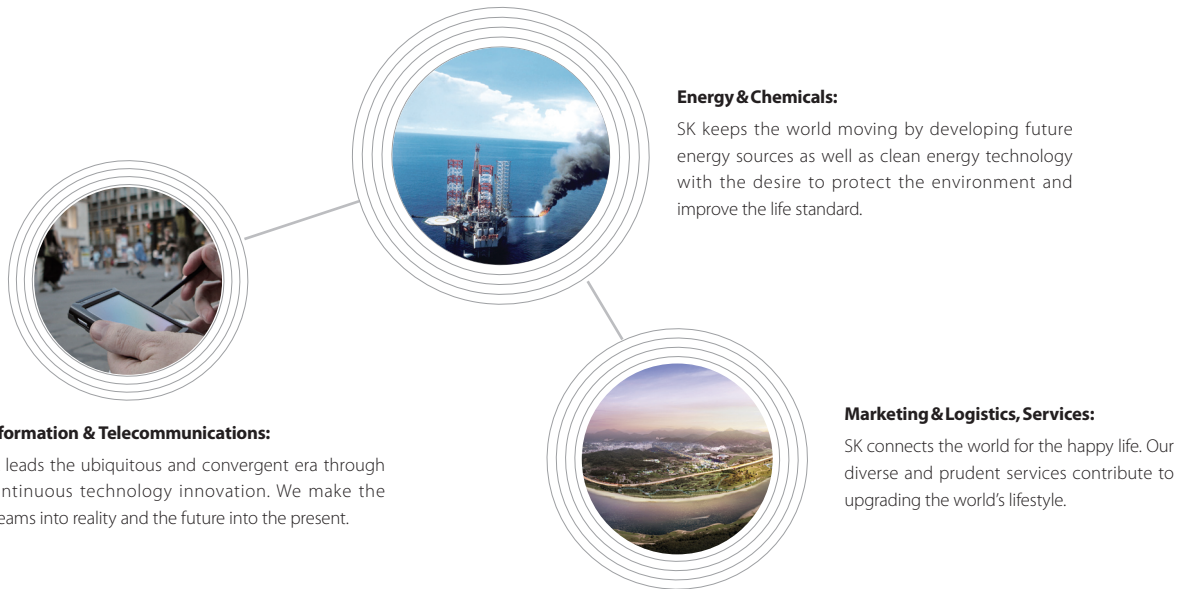 Energy & Chemicals:
SK keeps the world moving by developing future
energy sources as well as clean energy technology
with the desire to protect the environment and
improve the life standard.
formation & Telecommunications:
leads the ubiquitous and convergent era through
ntinuous technology innovation. We make the
eams into reality and the future into the present.
Marketing & Logistics, Services:
SK connects the world for the happy life. Our
diverse and prudent services contribute to
upgrading the world's lifestyle.